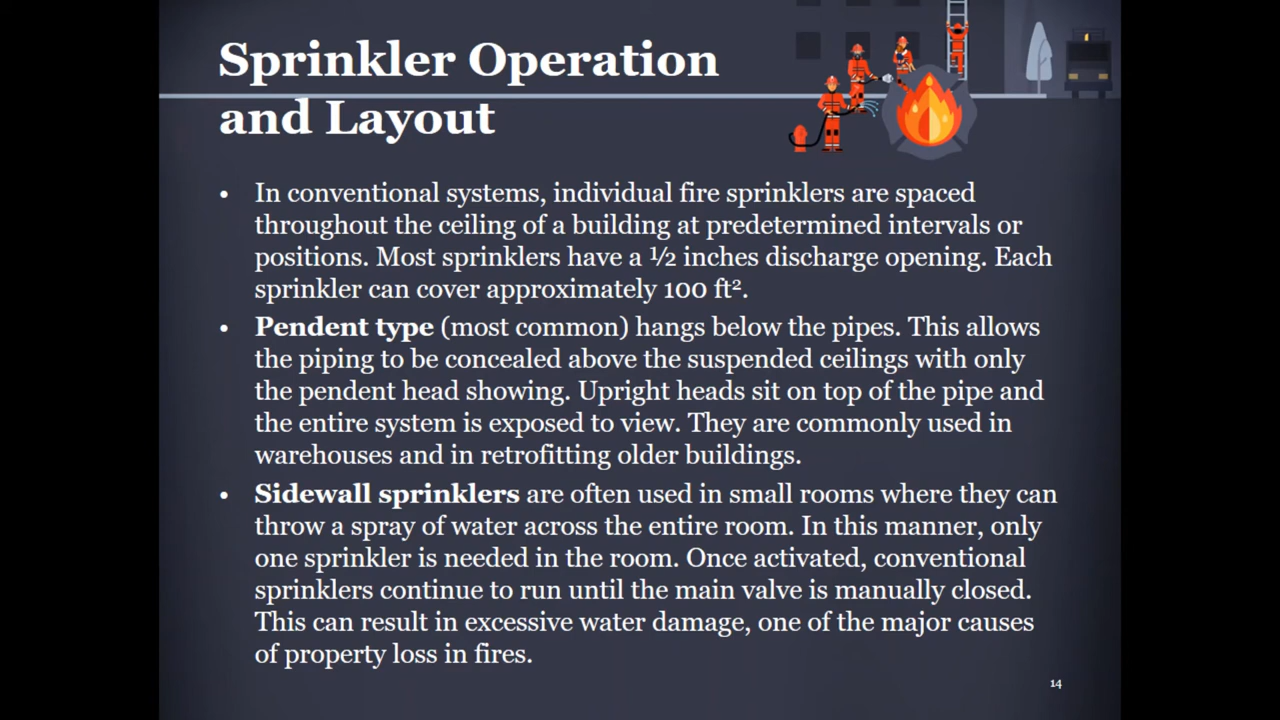 Sprinkler Operation
and Layout
• In conventional systems, individual fire sprinklers are spaced
throughout the ceiling of a building at predetermined intervals or
positions. Most sprinklers have a ½ inches discharge opening. Each
sprinkler can cover approximately 100 ft².
• Pendent type (most common) hangs below the pipes. This allows
the piping to be concealed above the suspended ceilings with only
the pendent head showing. Upright heads sit on top of the pipe and
the entire system is exposed to view. They are commonly used in
warehouses and in retrofitting older buildings.
• Sidewall sprinklers are often used in small rooms where they can
throw a spray of water across the entire room. In this manner, only
one sprinkler is needed in the room. Once activated, conventional
sprinklers continue to run until the main valve is manually closed.
This can result in excessive water damage, one of the major causes
of property loss in fires.
14